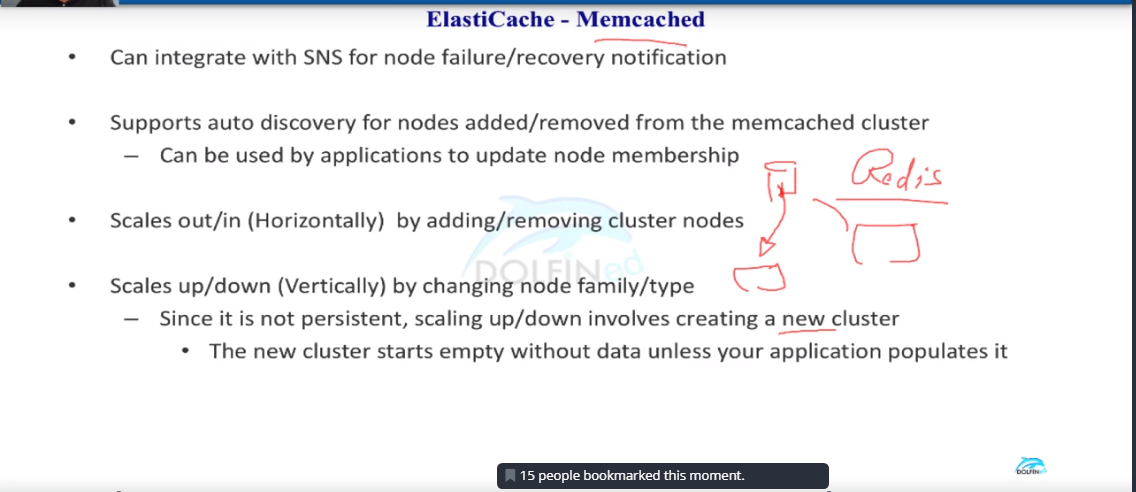 ElastiCache - Memcached
• Can integrate with SNS for node failure/recovery notification
• Supports auto discovery for nodes added/removed from the memcached cluster
– Can be used by applications to update node membership
Redis
• Scales out/in (Horizontally) by adding/removing cluster nodes
DOLFINed
• Scales up/down (Vertically) by changing node family/type
– Since it is not persistent, scaling up/down involves creating a new cluster
• The new cluster starts empty without data unless your application populates it
DOLFINed
15 people bookmarked this moment.